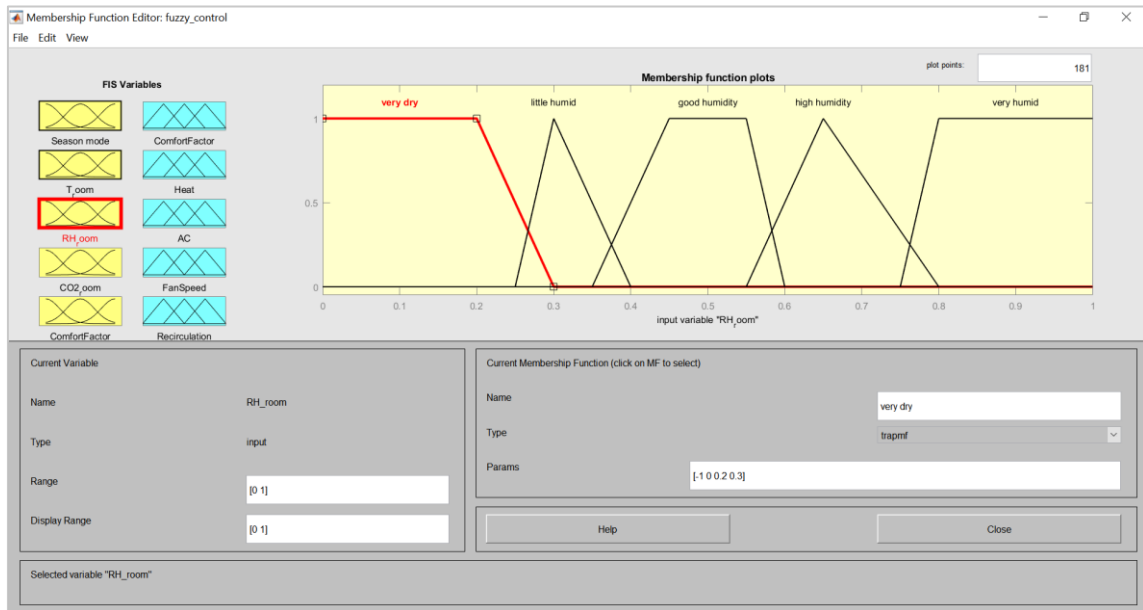 Membership Function Editor: fuzzy_control
File Edit View
FIS Variables
Season mode
ComfortFactor
T_room
Heat
RH_room
AC
CO2_room
FanSpeed
ComfortFactor
Recirculation
Membership function plots
plot points:
181
very dry
little humid
good humidity
high humidity
very humid
1
0.5
0
0 0.1 0.2 0.3 0.4 0.5 0.6 0.7 0.8 0.9 1
input variable "RH_room"
Current Variable
Name RH_room
Type input
Range [0 1]
Display Range [0 1]
Current Membership Function (click on MF to select)
Name very dry
Type trapmf
Params [-1 0 0.2 0.3]
Help
Close
Selected variable "RH_room"